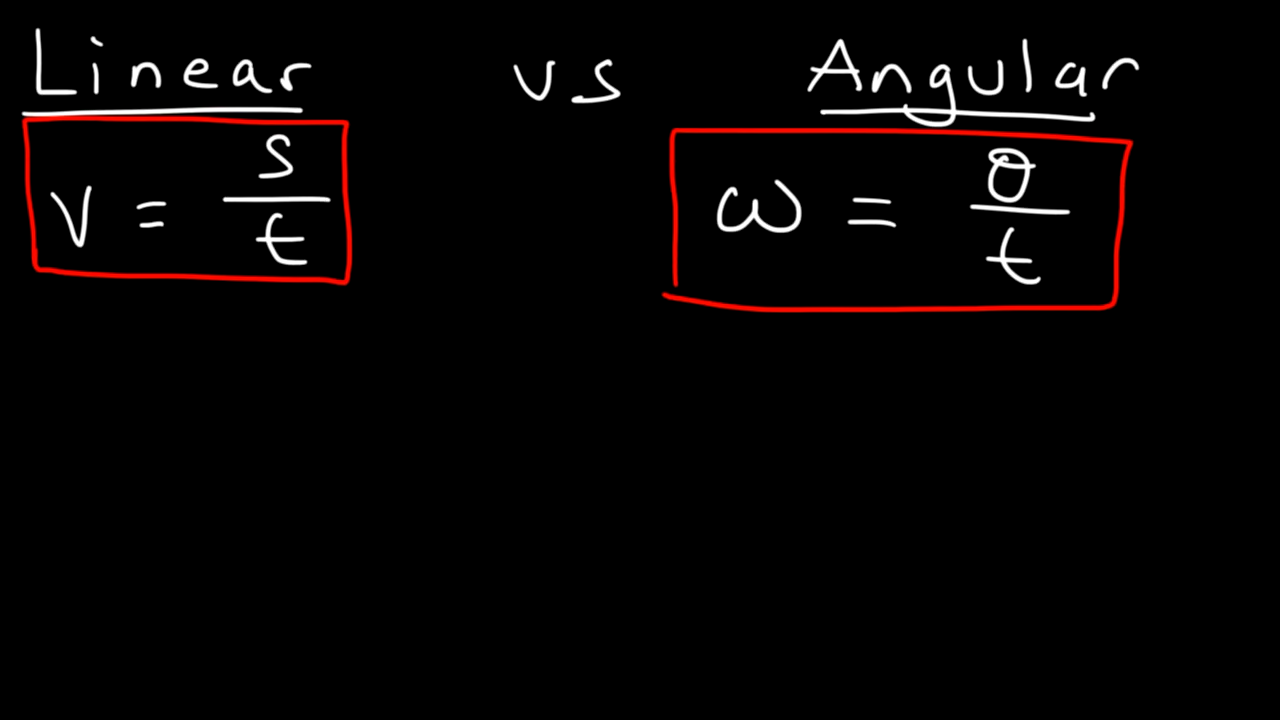 Linear vs Angular
v = s/t ω = θ/t